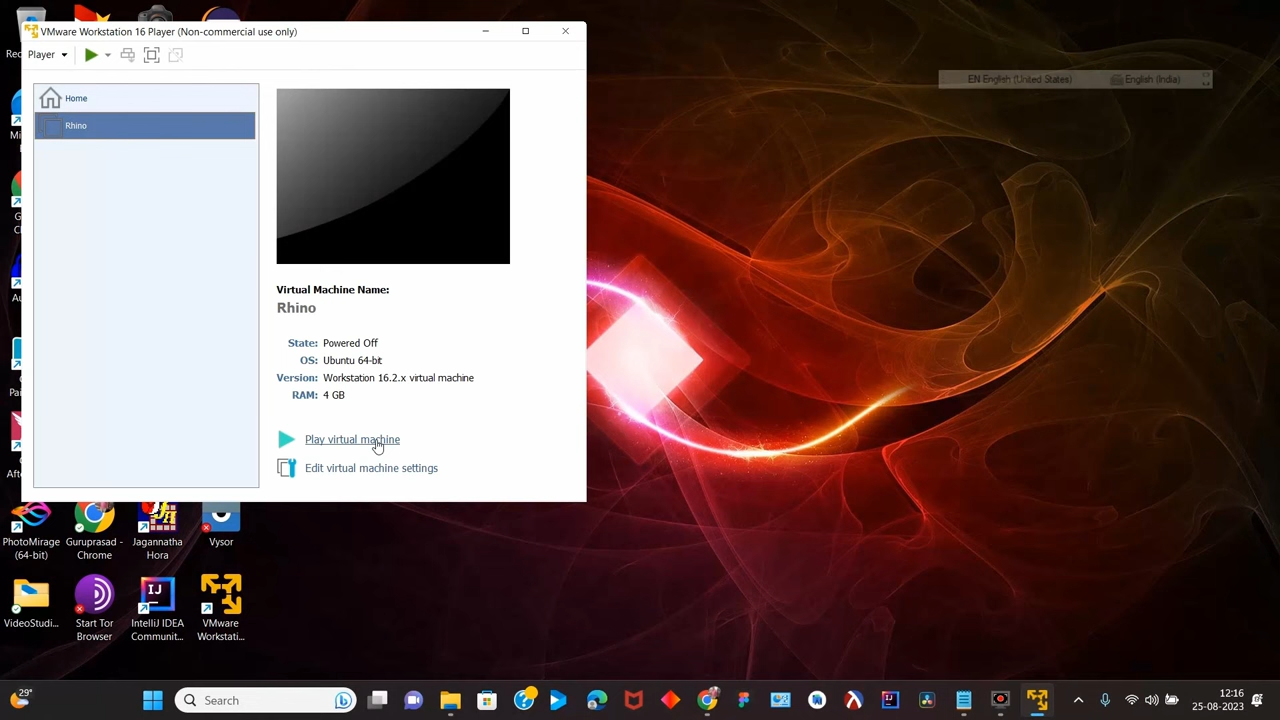 VMware Workstation 16 Player (Non-commercial use only)
Player
Home
Rhino
Virtual Machine Name:
Rhino
State: Powered Off
OS: Ubuntu 64-bit
Version: Workstation 16.2.x virtual machine
RAM: 4 GB
Play virtual machine
Edit virtual machine settings
EN English (United States) English (India)
PhotoMirage (64-bit)
Guruprasad - Chrome
Jagannatha Hora
Vysor
VideoStudi...
Start Tor Browser
IntelliJ IDEA Communit...
VMware Workstati...
29°
Search
12:16
25-08-2023